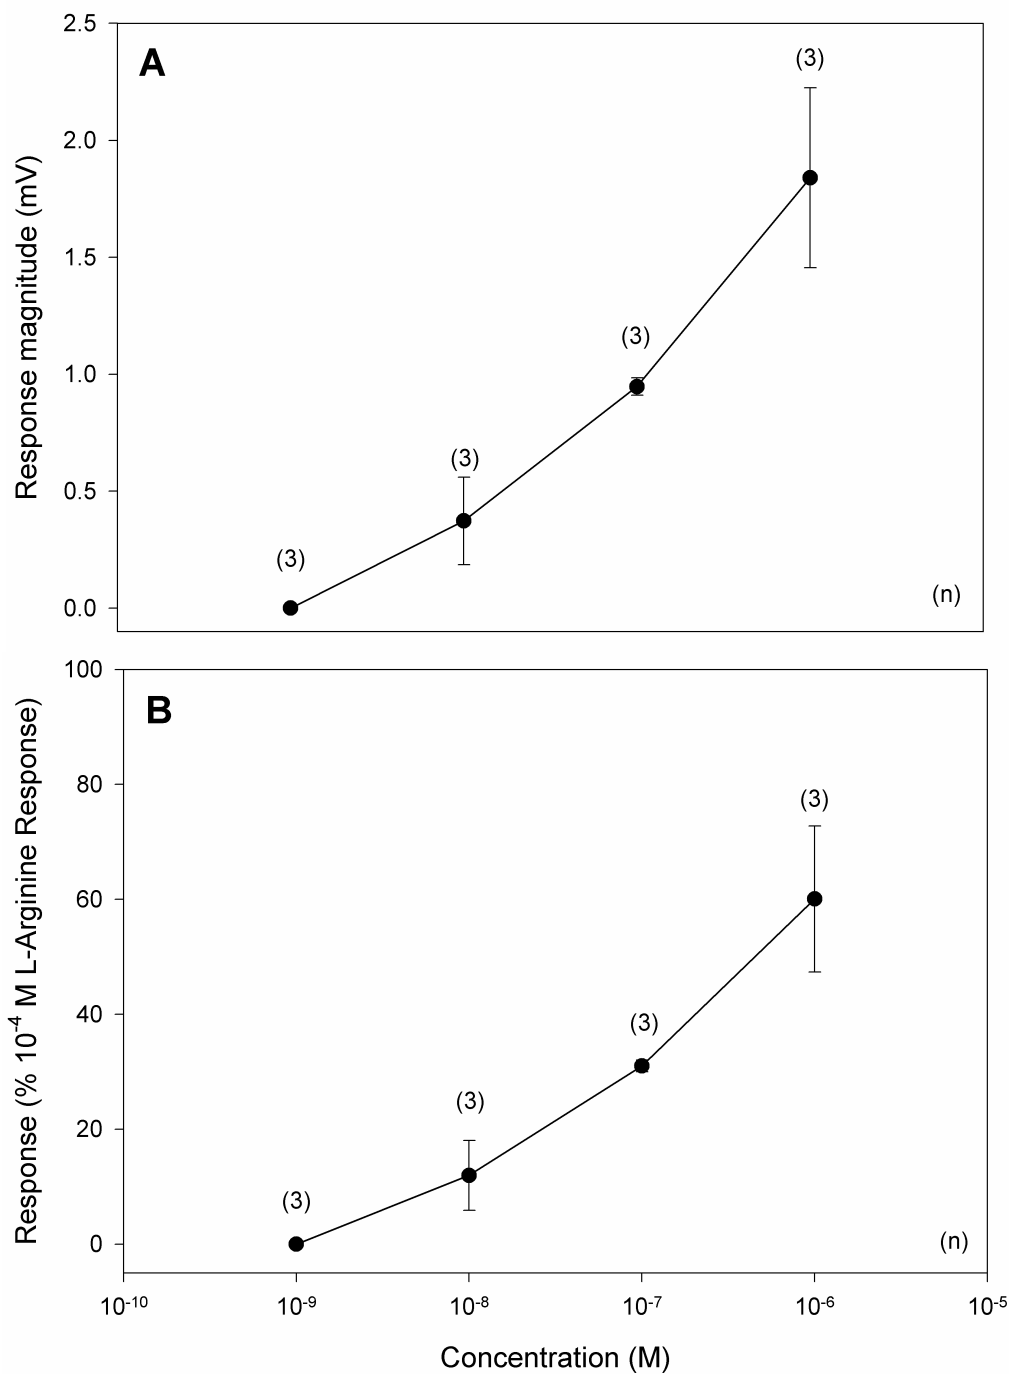 A
Response magnitude (mV)
2.5
2.0
1.5
1.0
0.5
0.0
(3)
(3)
(3)
(3)
(n)
B
Response (% 10⁻⁴ M L-Arginine Response)
100
80
60
40
20
0
(3)
(3)
(3)
(3)
(n)
10⁻¹⁰ 10⁻⁹ 10⁻⁸ 10⁻⁷ 10⁻⁶ 10⁻⁵
Concentration (M)